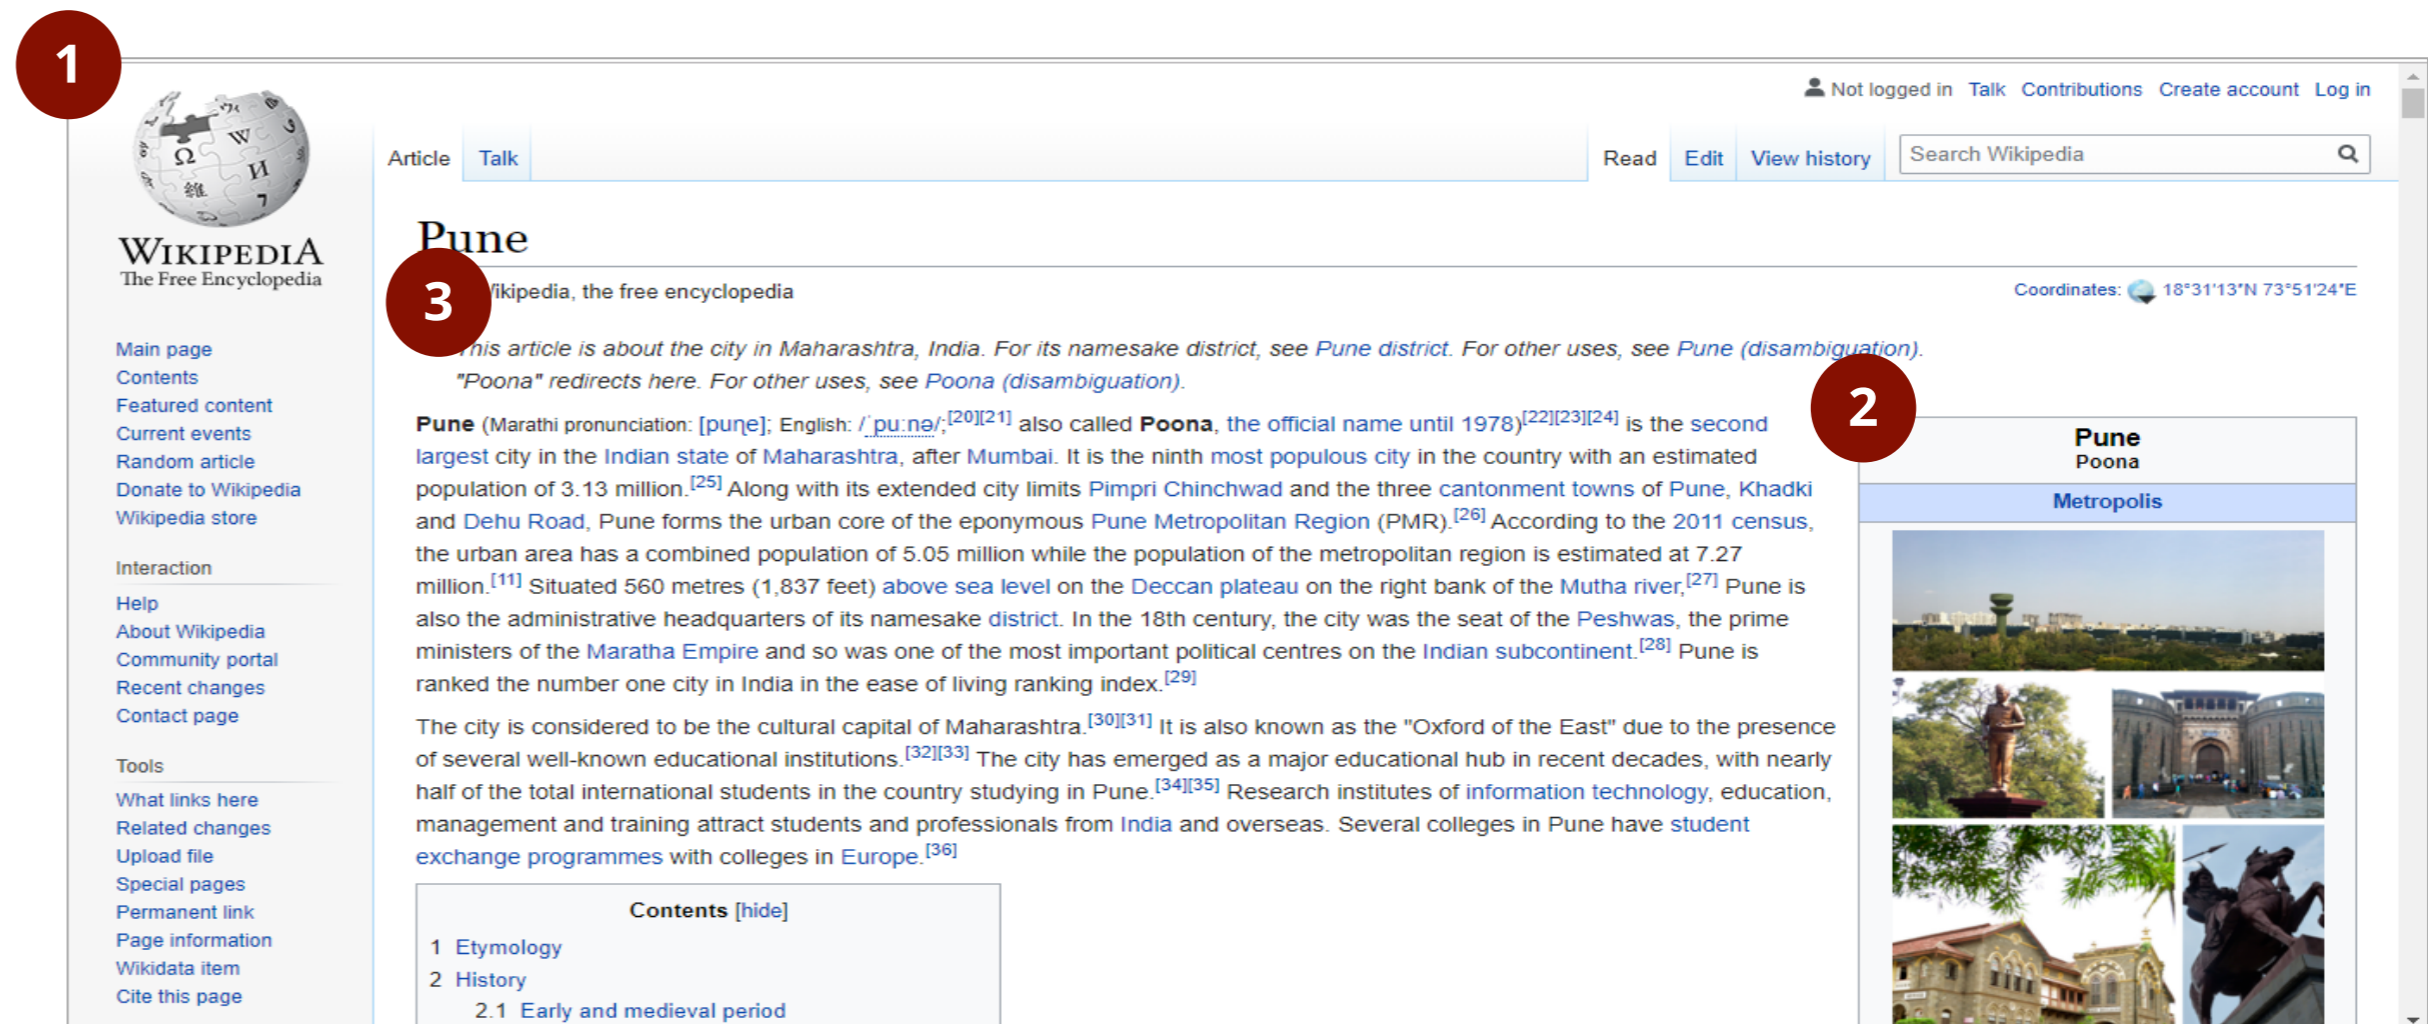 1
Not logged in Talk Contributions Create account Log in
Article Talk
Read Edit View history Search Wikipedia
WIKIPEDIA
The Free Encyclopedia
Main page
Contents
Featured content
Current events
Random article
Donate to Wikipedia
Wikipedia store
Interaction
Help
About Wikipedia
Community portal
Recent changes
Contact page
Tools
What links here
Related changes
Upload file
Special pages
Permanent link
Page information
Wikidata item
Cite this page
Pune
3
ikipedia, the free encyclopedia
Coordinates: 18°31′13″N 73°51′24″E
This article is about the city in Maharashtra, India. For its namesake district, see Pune district. For other uses, see Pune (disambiguation).
"Poona" redirects here. For other uses, see Poona (disambiguation).
Pune (Marathi pronunciation: [puɳe]; English: /ˈpuːnə/;[20][21] also called Poona, the official name until 1978)[22][23][24] is the second
largest city in the Indian state of Maharashtra, after Mumbai. It is the ninth most populous city in the country with an estimated
population of 3.13 million.[25] Along with its extended city limits Pimpri Chinchwad and the three cantonment towns of Pune, Khadki
and Dehu Road, Pune forms the urban core of the eponymous Pune Metropolitan Region (PMR).[26] According to the 2011 census,
the urban area has a combined population of 5.05 million while the population of the metropolitan region is estimated at 7.27
million.[11] Situated 560 metres (1,837 feet) above sea level on the Deccan plateau on the right bank of the Mutha river,[27] Pune is
also the administrative headquarters of its namesake district. In the 18th century, the city was the seat of the Peshwas, the prime
ministers of the Maratha Empire and so was one of the most important political centres on the Indian subcontinent.[28] Pune is
ranked the number one city in India in the ease of living ranking index.[29]
The city is considered to be the cultural capital of Maharashtra.[30][31] It is also known as the "Oxford of the East" due to the presence
of several well-known educational institutions.[32][33] The city has emerged as a major educational hub in recent decades, with nearly
half of the total international students in the country studying in Pune.[34][35] Research institutes of information technology, education,
management and training attract students and professionals from India and overseas. Several colleges in Pune have student
exchange programmes with colleges in Europe.[36]
Contents [hide]
1 Etymology
2 History
2.1 Early and medieval period
2
Pune
Poona
Metropolis